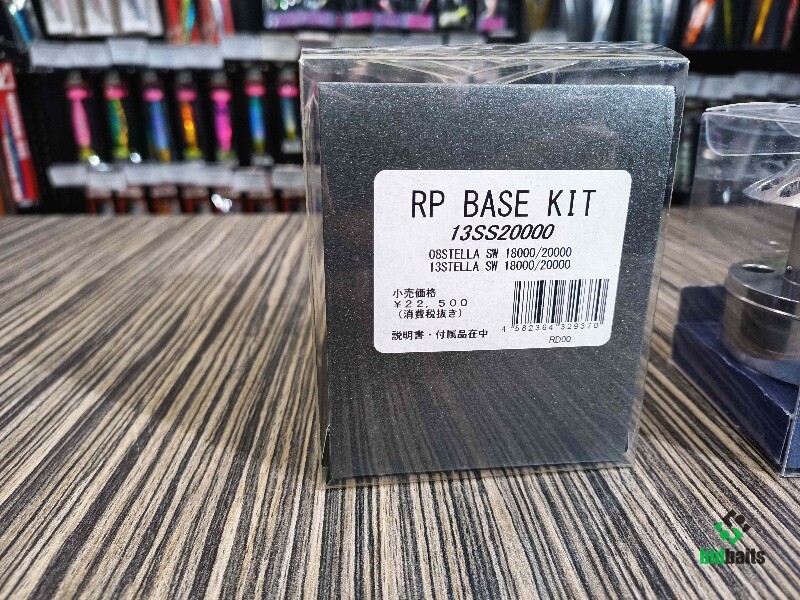 RP BASE KIT
13SS20000
08STELLA SW 18000/20000
13STELLA SW 18000/20000
小売価格
¥22,500
(消費税抜き)
説明書・付属品在中
4 582364 329370
RD00
bidbaits